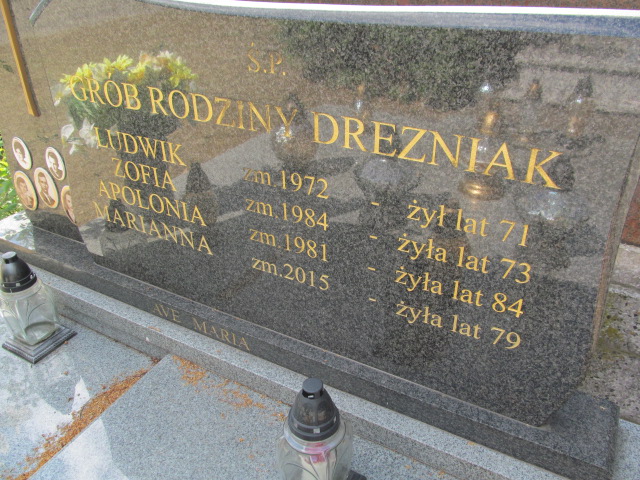 Ś.P.
GRÓB RODZINY DREZNIAK
LUDWIK zm.1972 - żył lat 71
ZOFIA zm.1984 - żyła lat 73
APOLONIA zm.1981 - żyła lat 84
MARIANNA zm.2015 - żyła lat 79
AVE MARIA